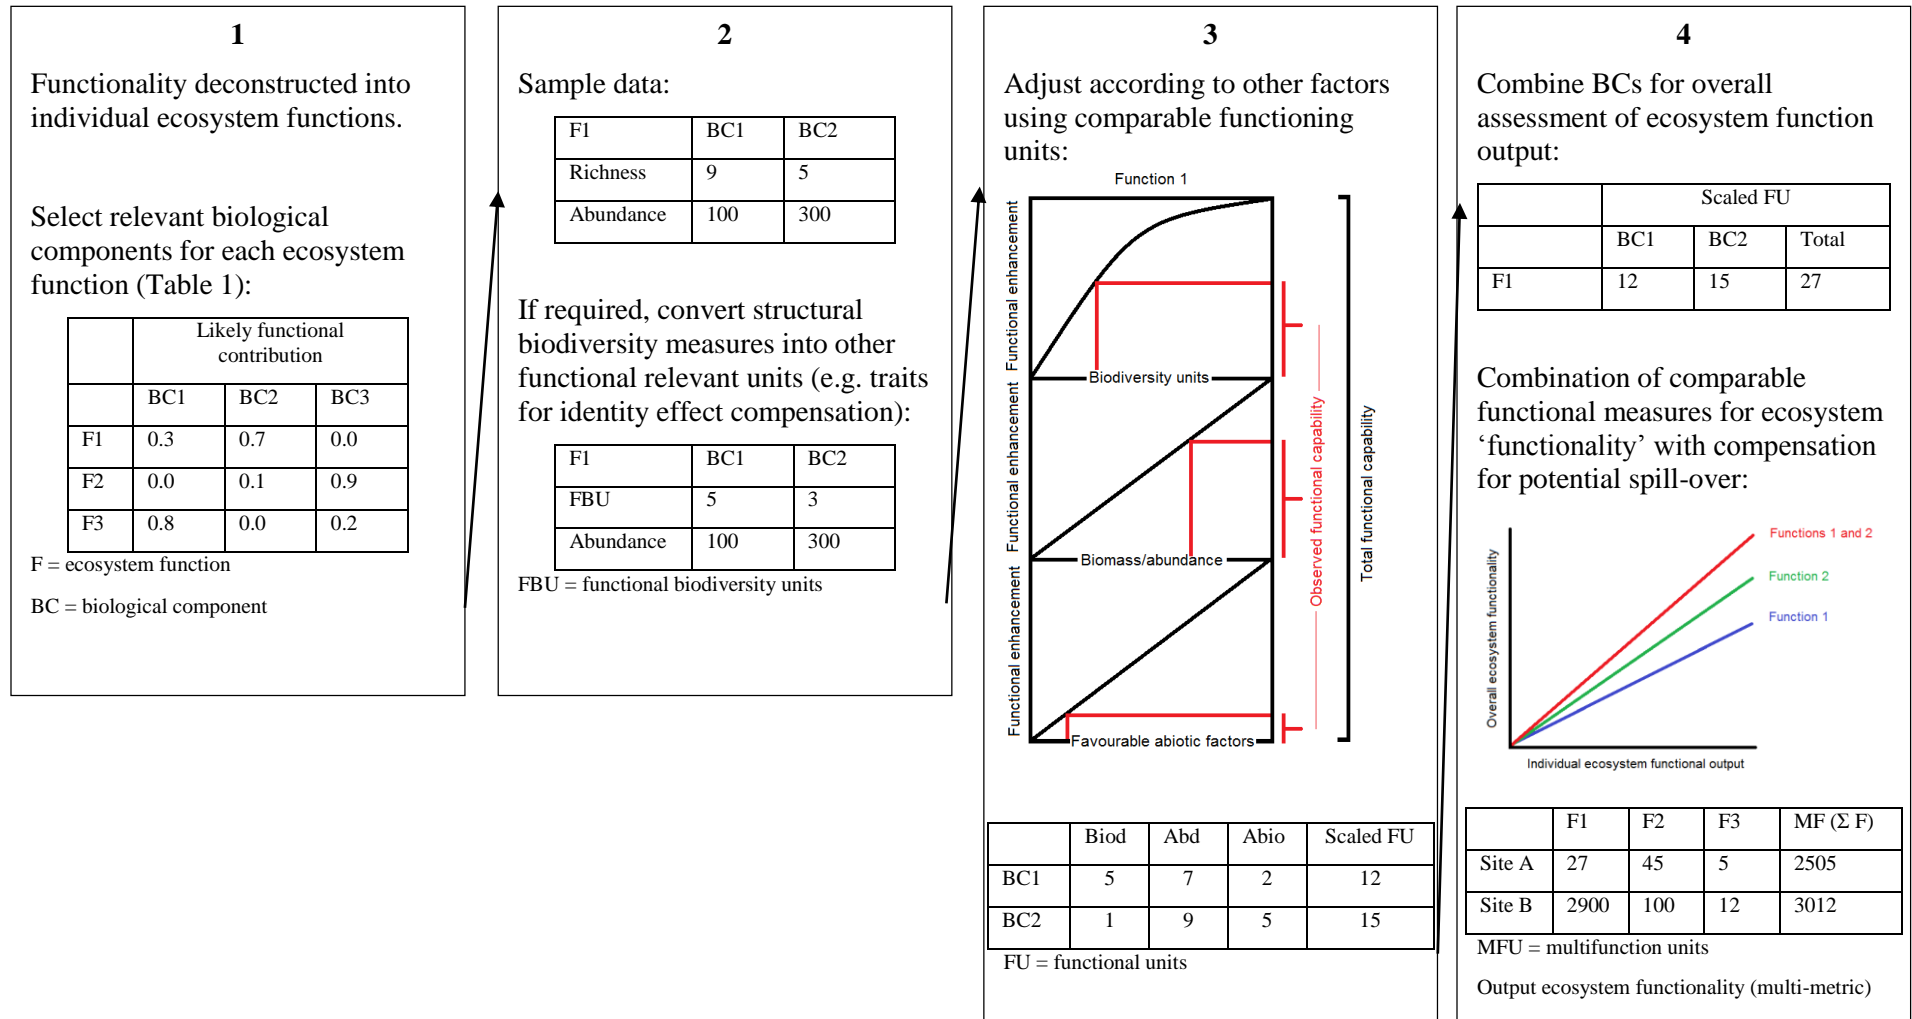 1
Functionality deconstructed into
individual ecosystem functions.
Select relevant biological
components for each ecosystem
function (Table 1):
Likely functional
contribution
BC1 BC2 BC3
F1 0.3 0.7 0.0
F2 0.0 0.1 0.9
F3 0.8 0.0 0.2
F = ecosystem function
BC = biological component
2
Sample data:
F1 BC1 BC2
Richness 9 5
Abundance 100 300
If required, convert structural
biodiversity measures into other
functional relevant units (e.g. traits
for identity effect compensation):
F1 BC1 BC2
FBU 5 3
Abundance 100 300
FBU = functional biodiversity units
3
Adjust according to other factors
using comparable functioning
units:
Function 1
Functional enhancement
Biodiversity units
Functional enhancement
Biomass/abundance
Functional enhancement
Favourable abiotic factors
Observed functional capability
Total functional capability
Biod Abd Abio Scaled FU
BC1 5 7 2 12
BC2 1 9 5 15
FU = functional units
4
Combine BCs for overall
assessment of ecosystem function
output:
Scaled FU
BC1 BC2 Total
F1 12 15 27
Combination of comparable
functional measures for ecosystem
‘functionality’ with compensation
for potential spill-over:
Overall ecosystem functionality
Functions 1 and 2
Function 2
Function 1
Individual ecosystem functional output
F1 F2 F3 MF (Σ F)
Site A 27 45 5 2505
Site B 2900 100 12 3012
MFU = multifunction units
Output ecosystem functionality (multi-metric)